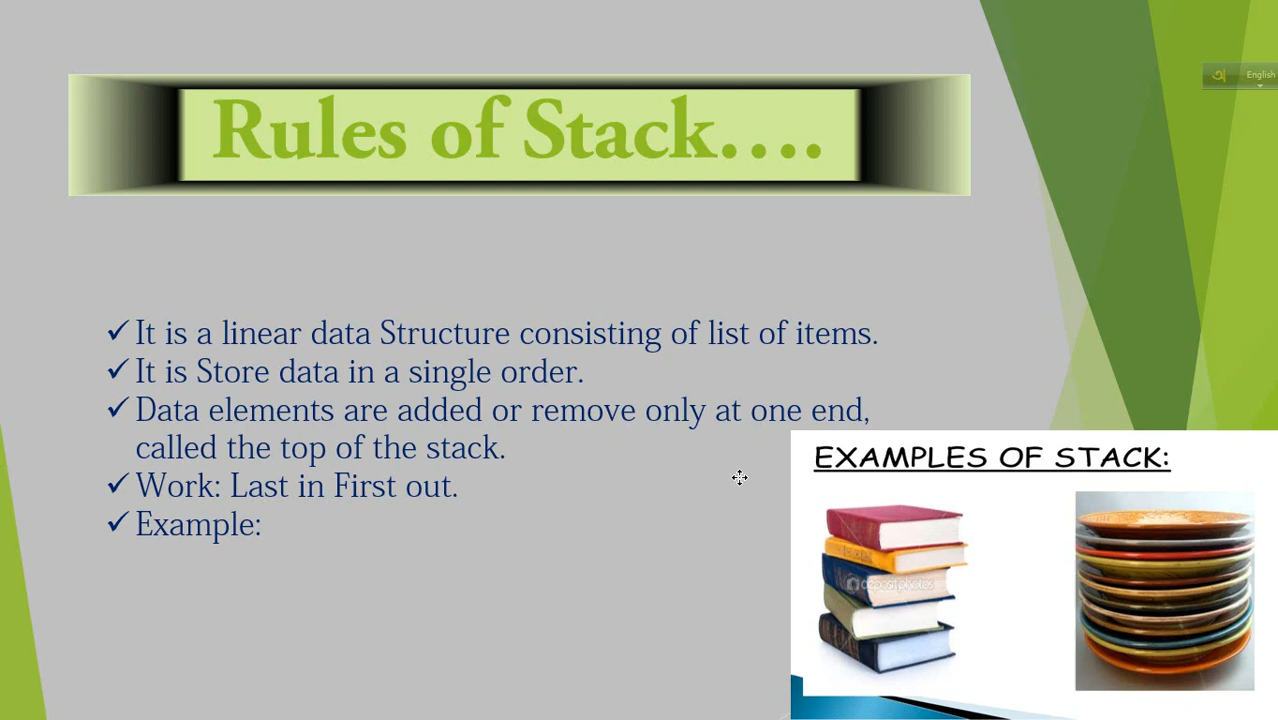 Rules of Stack....
অ English
✓ It is a linear data Structure consisting of list of items.
✓ It is Store data in a single order.
✓ Data elements are added or remove only at one end,
called the top of the stack.
✓ Work: Last in First out.
✓ Example:
EXAMPLES OF STACK:
depositphotos